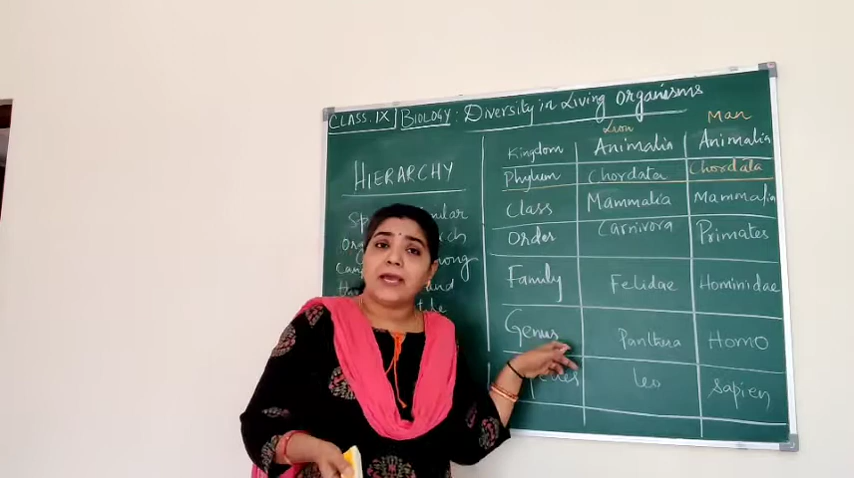 CLASS. IX] BIOLOGY: Diversity in Living Organisms
Lion Man
Kingdom Animalia Animalia
HIERARCHY
Phylum Chordata Chordata
Class Mammalia Mammalia
Order Carnivora Primates
Family Felidae Hominidae
Genus Panthera Homo
leo Sapien